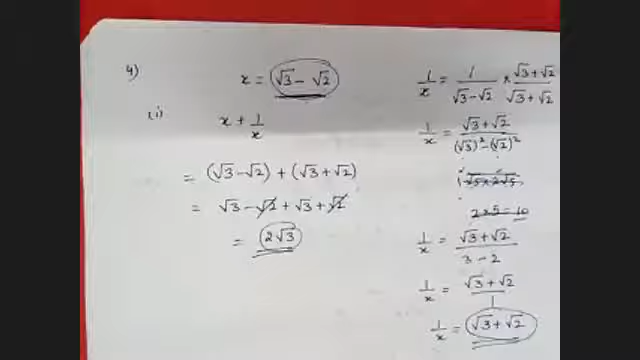 4)
x = √3 − √2
(i)
x + 1/x
= (√3 − √2) + (√3 + √2)
= √3 − √2 + √3 + √2
= 2√3
1/x = 1/(√3 − √2) × (√3 + √2)/(√3 + √2)
1/x = (√3 + √2)/((√3)² − (√2)²)
2×5 = 10
1/x = (√3 + √2)/(3 − 2)
1/x = (√3 + √2)/1
1/x = √3 + √2